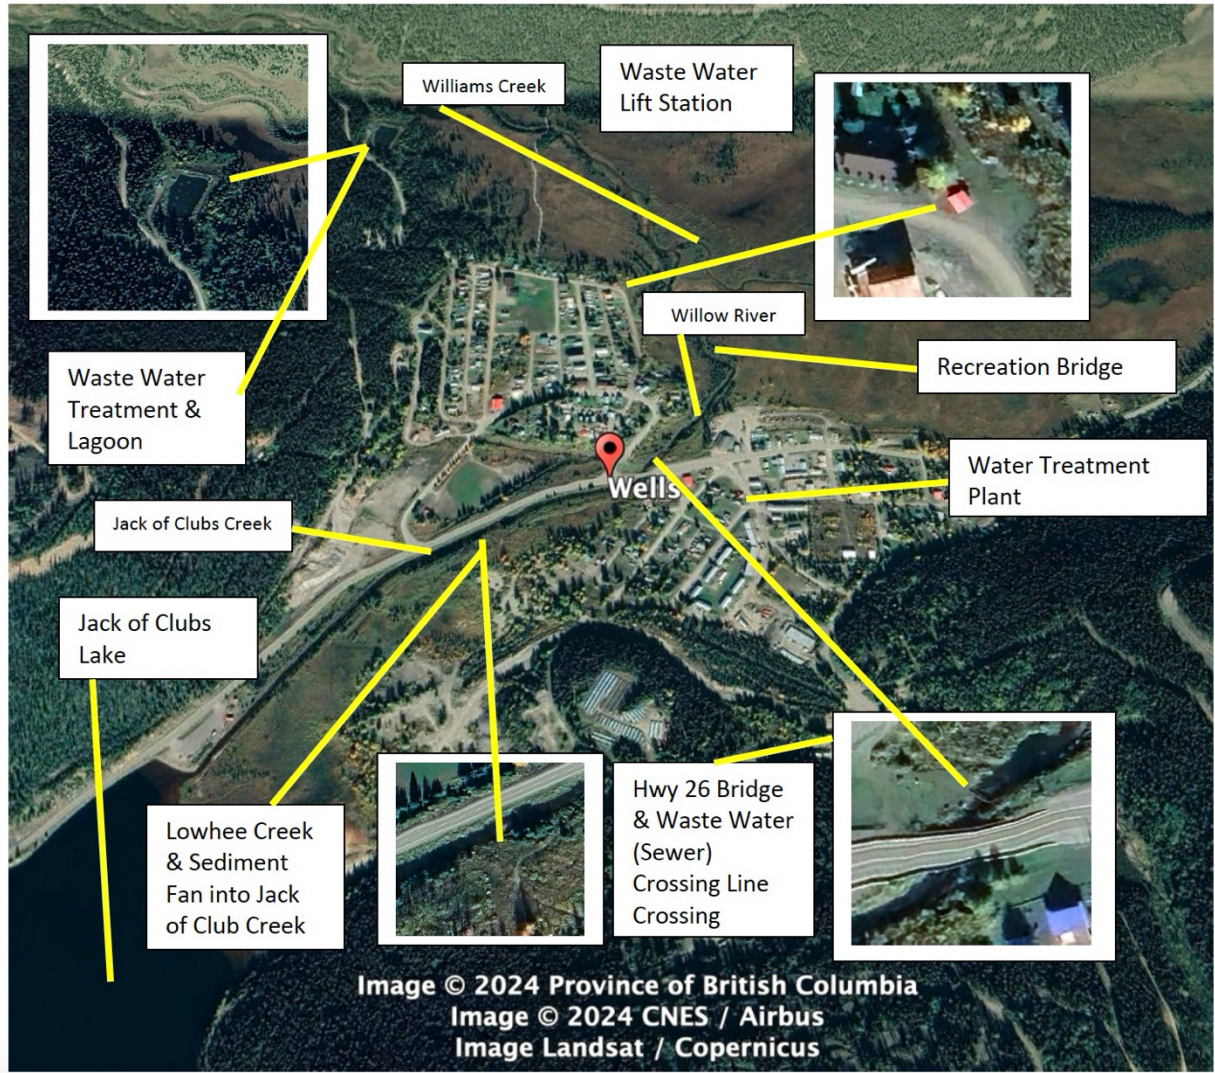 Williams Creek
Waste Water
Lift Station
Willow River
Recreation Bridge
Waste Water
Treatment &
Lagoon
Wells
Water Treatment
Plant
Jack of Clubs Creek
Jack of Clubs
Lake
Lowhee Creek
& Sediment
Fan into Jack
of Club Creek
Hwy 26 Bridge
& Waste Water
(Sewer)
Crossing Line
Crossing
Image © 2024 Province of British Columbia
Image © 2024 CNES / Airbus
Image Landsat / Copernicus